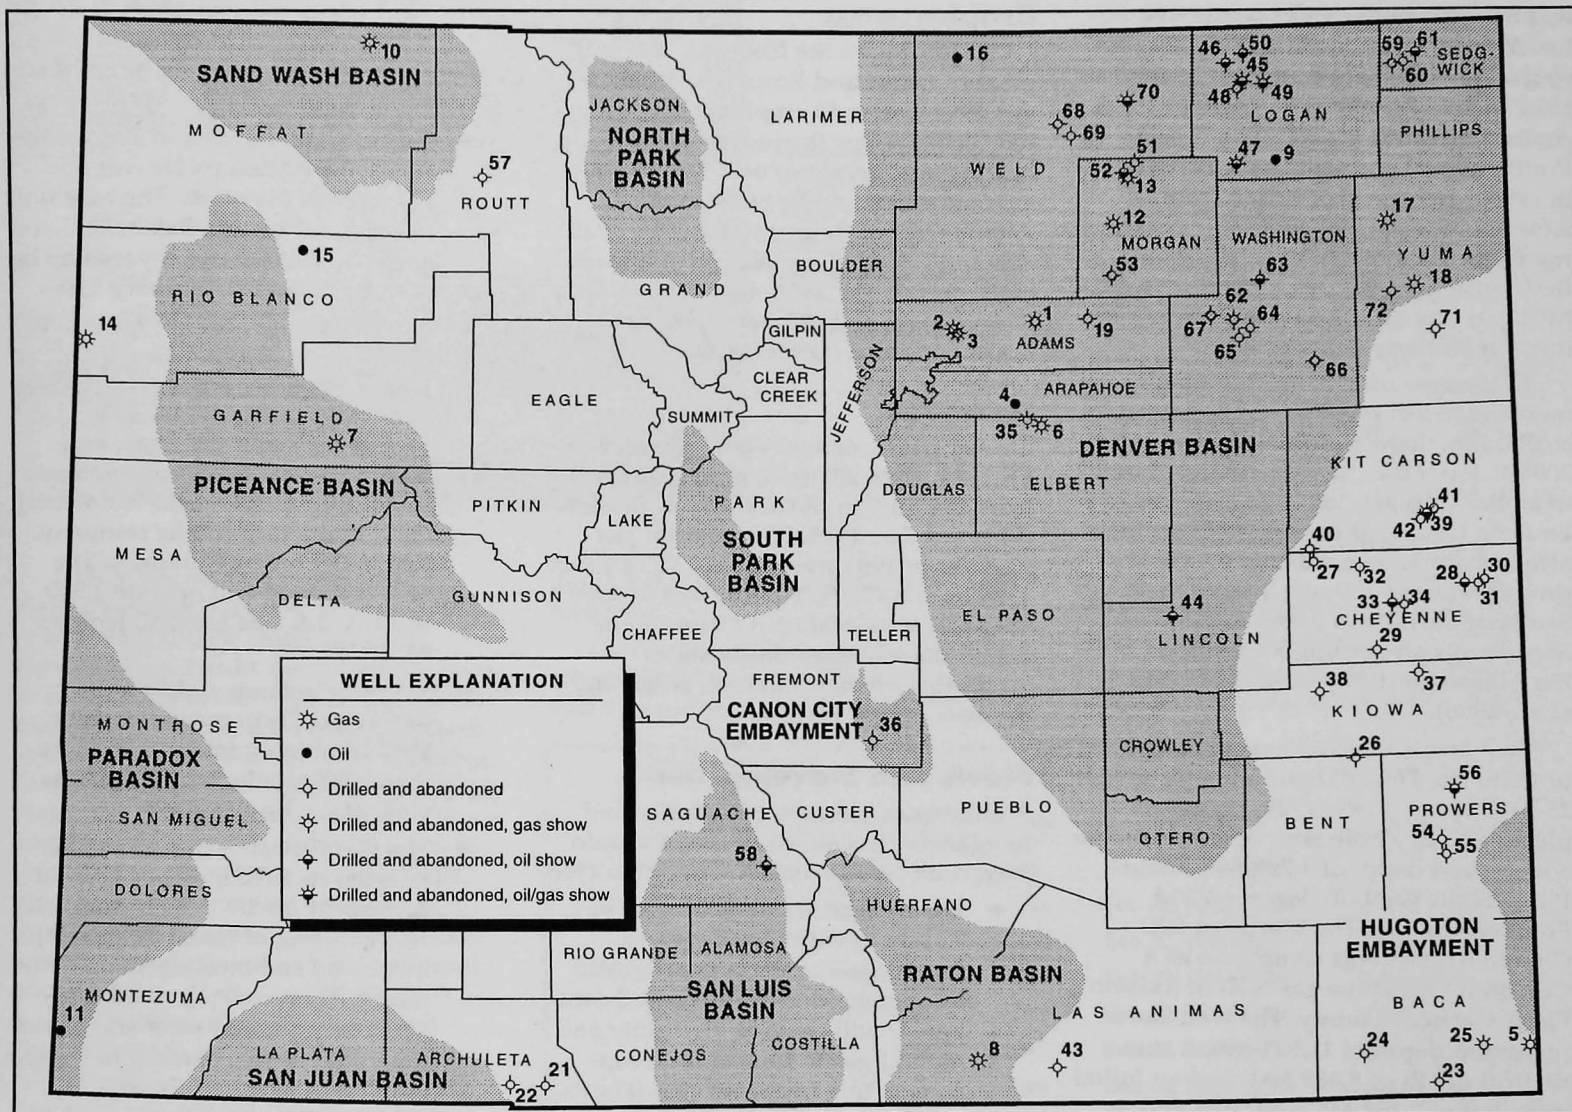 10
SAND WASH BASIN
MOFFAT
57
ROUTT
JACKSON
NORTH
PARK
BASIN
GRAND
LARIMER
16
70
68
69
WELD
51
52
13
12
MORGAN
53
46
50
45
48
49
LOGAN
47
9
59
61
60
SEDG-
WICK
PHILLIPS
WASHINGTON
63
17
YUMA
18
72
71
62
67
64
65
66
15
RIO BLANCO
14
BOULDER
GILPIN
CLEAR
CREEK
JEFFERSON
2
3
1
19
ADAMS
ARAPAHOE
4
35
6
DENVER BASIN
GARFIELD
7
EAGLE
SUMMIT
PICEANCE BASIN
PITKIN
LAKE
PARK
SOUTH
PARK
BASIN
DOUGLAS
ELBERT
KIT CARSON
41
42
39
40
27
32
28
30
31
33
34
CHEYENNE
29
MESA
DELTA
GUNNISON
CHAFFEE
TELLER
EL PASO
44
LINCOLN
38
37
KIOWA
26
FREMONT
CANON CITY
EMBAYMENT
36
CROWLEY
MONTROSE
PARADOX
BASIN
SAN MIGUEL
DOLORES
WELL EXPLANATION
Gas
Oil
Drilled and abandoned
Drilled and abandoned, gas show
Drilled and abandoned, oil show
Drilled and abandoned, oil/gas show
SAGUACHE
58
CUSTER
PUEBLO
OTERO
BENT
56
PROWERS
54
55
HUERFANO
HUGOTON
EMBAYMENT
RIO GRANDE
ALAMOSA
SAN LUIS
BASIN
RATON BASIN
LAS ANIMAS
BACA
MONTEZUMA
11
LA PLATA
ARCHULETA
SAN JUAN BASIN
21
22
CONEJOS
COSTILLA
8
43
24
25
5
23